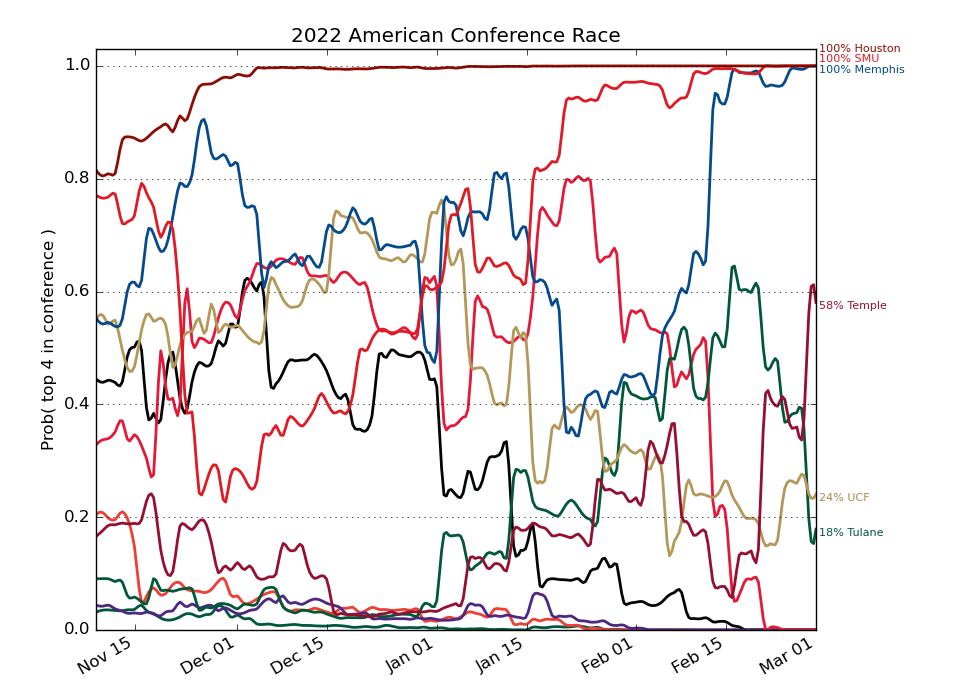 2022 American Conference Race
Prob( top 4 in conference )
1.0
0.8
0.6
0.4
0.2
0.0
Nov 15
Dec 01
Dec 15
Jan 01
Jan 15
Feb 01
Feb 15
Mar 01
100% Houston
100% SMU
100% Memphis
58% Temple
24% UCF
18% Tulane